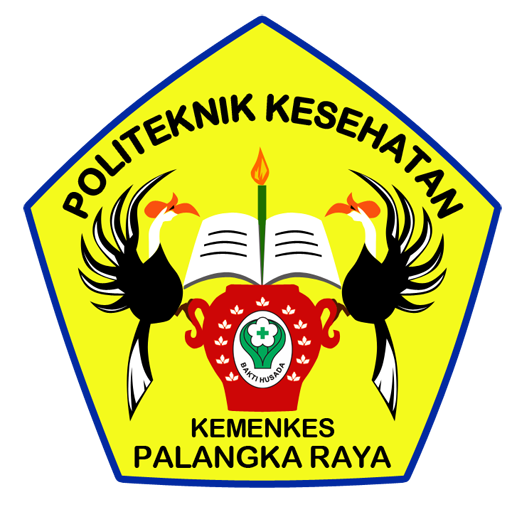 POLITEKNIK KESEHATAN
BAKTI HUSADA
KEMENKES
PALANGKA RAYA